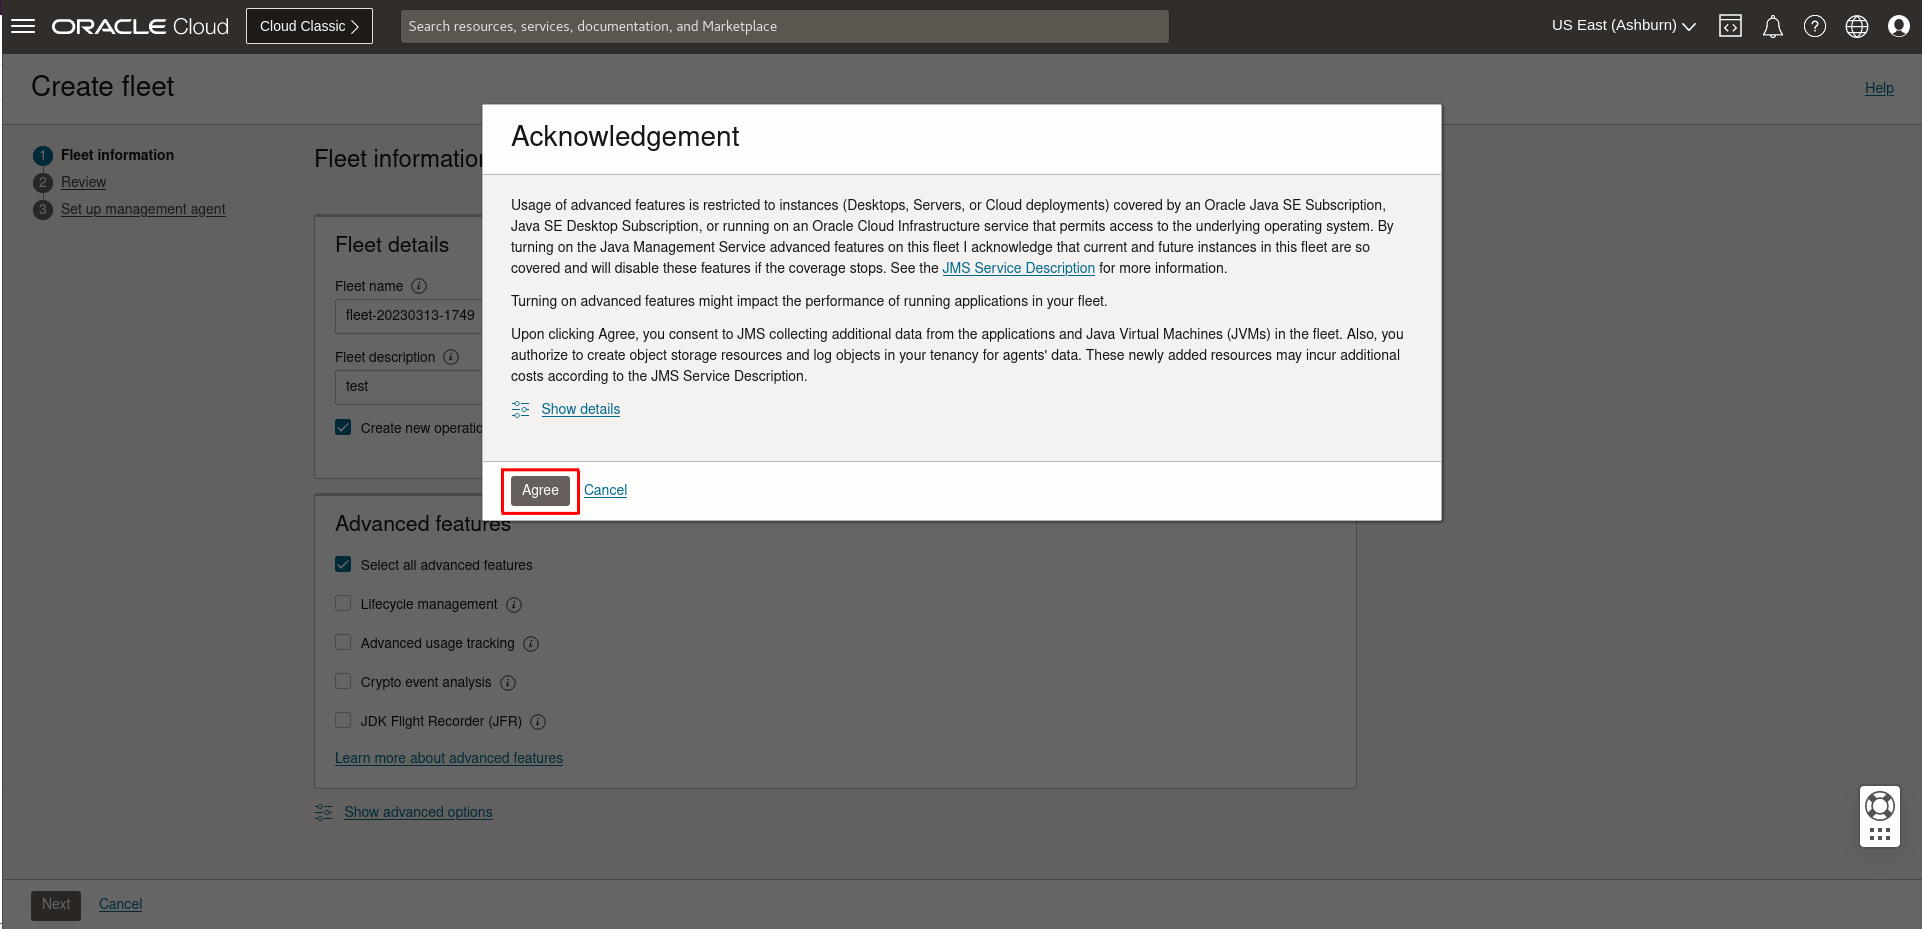 ORACLE Cloud
Cloud Classic
Search resources, services, documentation, and Marketplace
US East (Ashburn)
Create fleet
Help
1 Fleet information
2 Review
3 Set up management agent
Fleet information
Fleet details
Fleet name
fleet-20230313-1749
Fleet description
test
Create new operatio
Acknowledgement
Usage of advanced features is restricted to instances (Desktops, Servers, or Cloud deployments) covered by an Oracle Java SE Subscription,
Java SE Desktop Subscription, or running on an Oracle Cloud Infrastructure service that permits access to the underlying operating system. By
turning on the Java Management Service advanced features on this fleet I acknowledge that current and future instances in this fleet are so
covered and will disable these features if the coverage stops. See the JMS Service Description for more information.
Turning on advanced features might impact the performance of running applications in your fleet.
Upon clicking Agree, you consent to JMS collecting additional data from the applications and Java Virtual Machines (JVMs) in the fleet. Also, you
authorize to create object storage resources and log objects in your tenancy for agents' data. These newly added resources may incur additional
costs according to the JMS Service Description.
Show details
Agree Cancel
Advanced features
Select all advanced features
Lifecycle management
Advanced usage tracking
Crypto event analysis
JDK Flight Recorder (JFR)
Learn more about advanced features
Show advanced options
Next Cancel